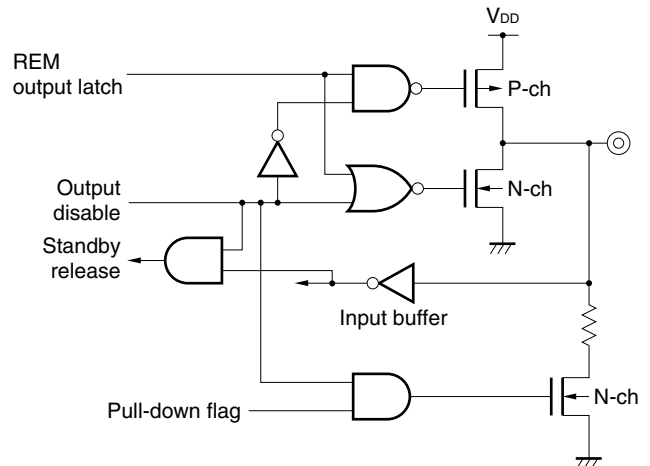 VDD
REM
output latch
P-ch
Output
disable
N-ch
Standby
release
Input buffer
N-ch
Pull-down flag